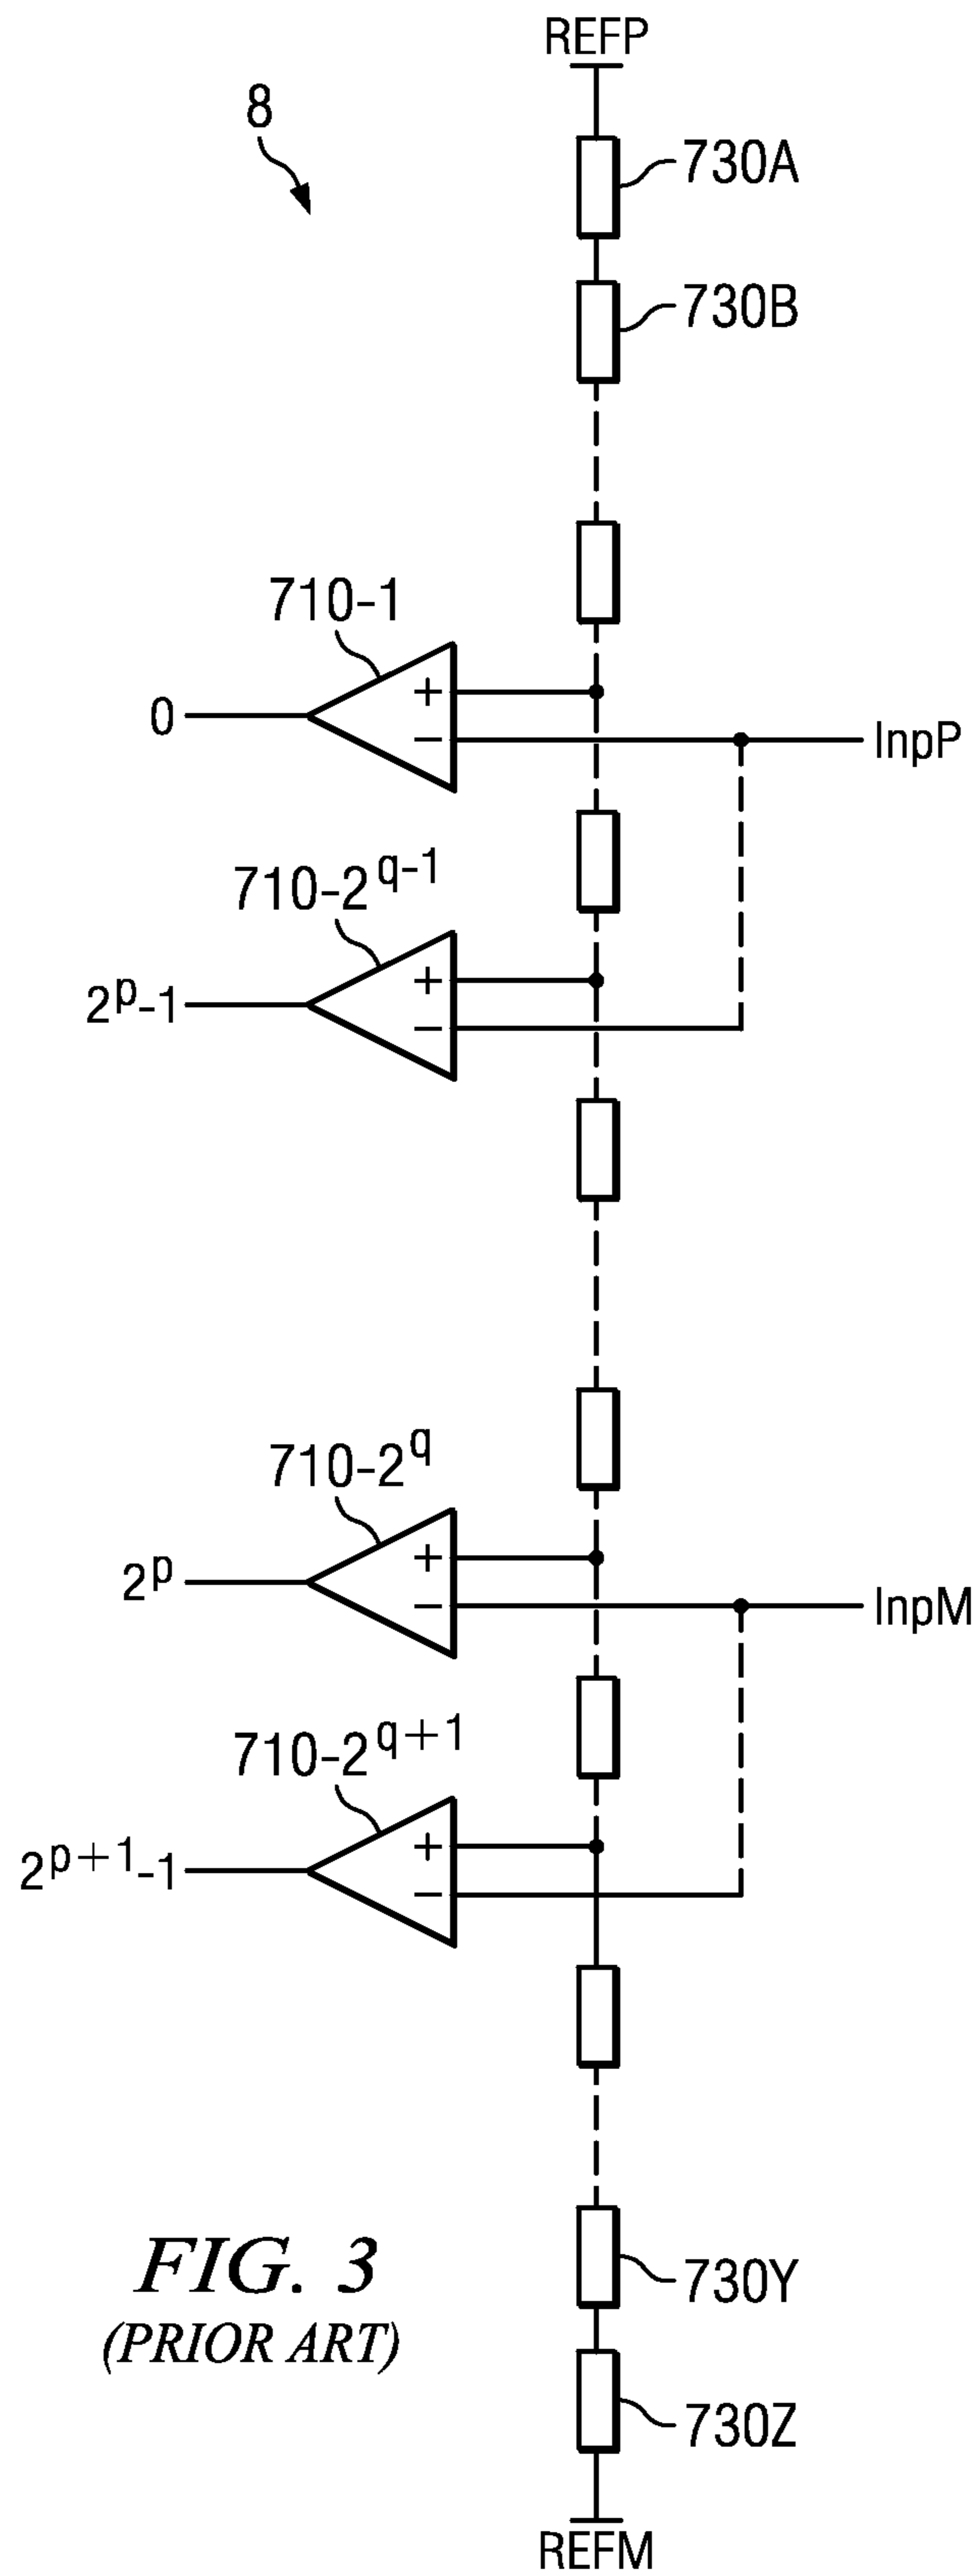 REFP
8
730A
730B
710-1
+
0
−
InpP
710-2^q-1
+
2^p-1
−
710-2^q
+
2^p
−
InpM
710-2^q+1
+
2^p+1-1
−
FIG. 3
730Y
(PRIOR ART)
730Z
REFM